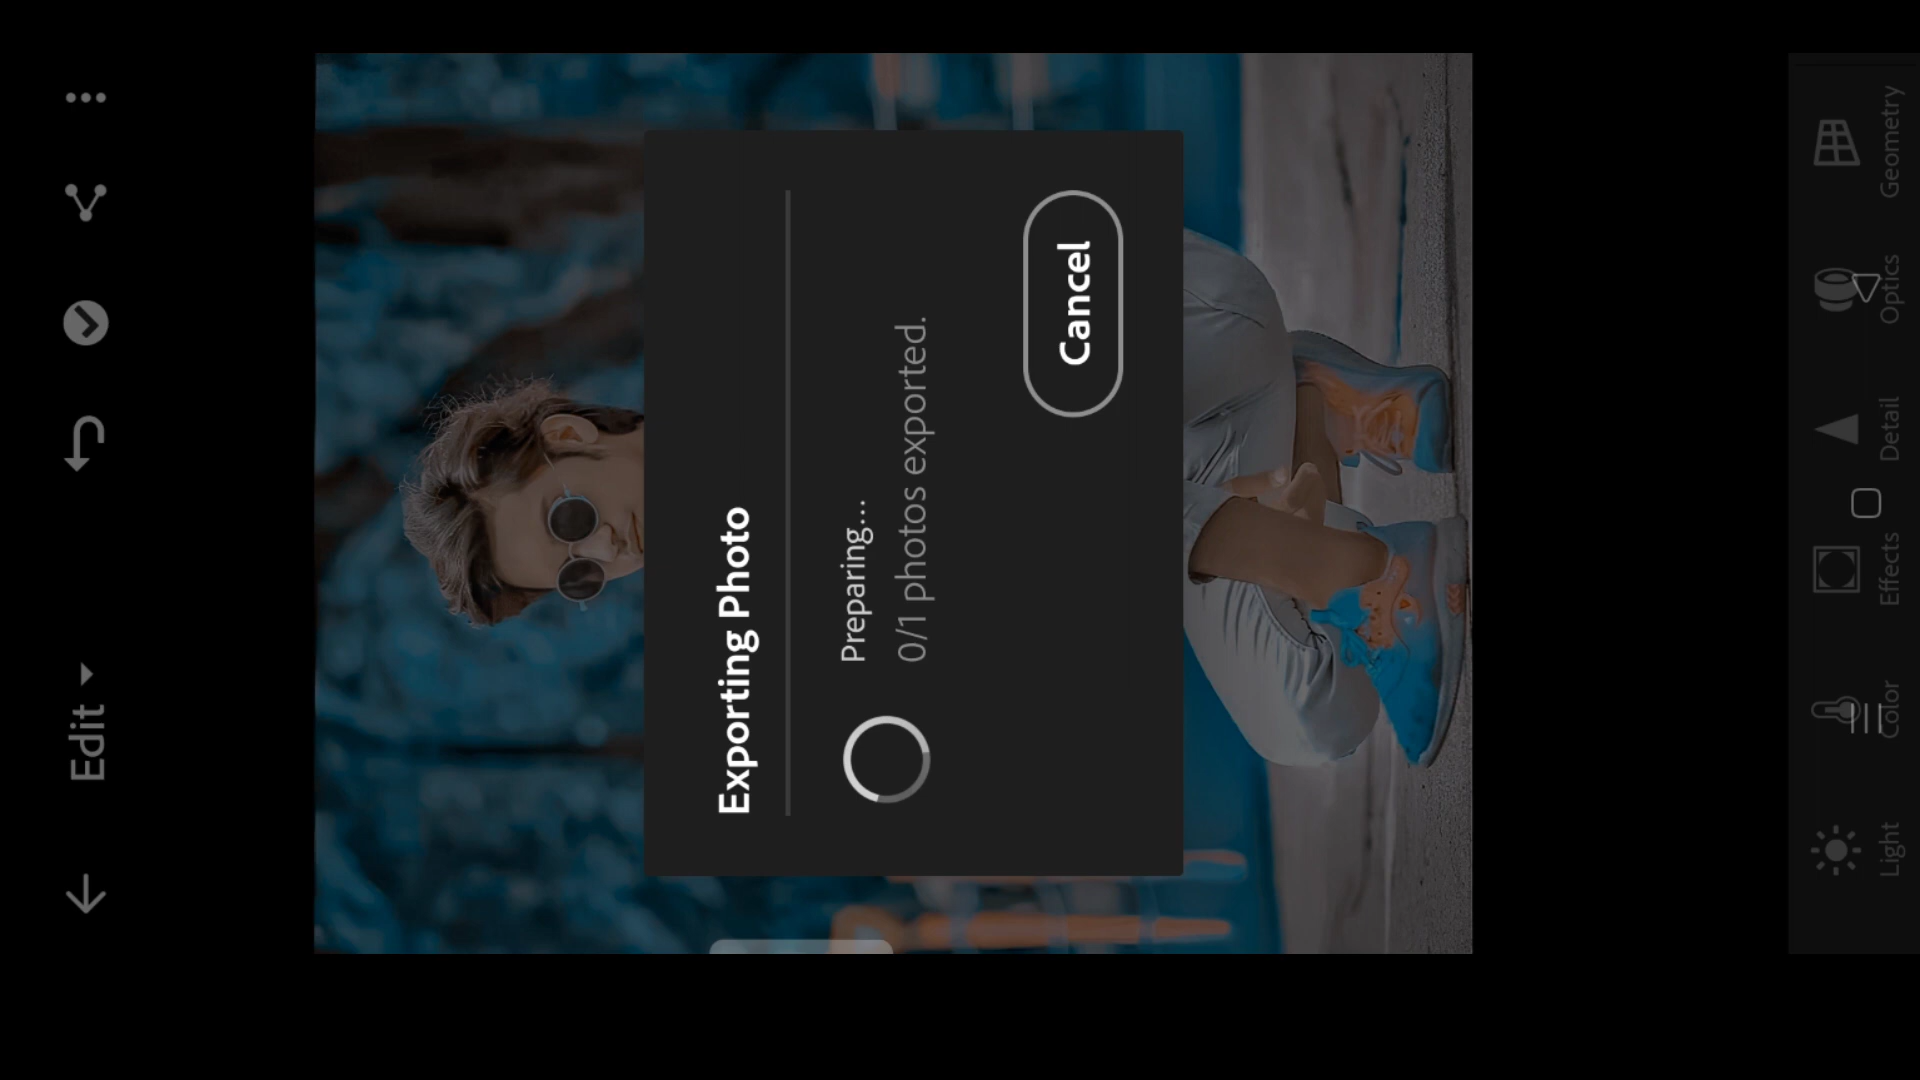 Edit
Exporting Photo
Preparing...
0/1 photos exported.
Cancel
Light
Color
Effects
Detail
Optics
Geometry